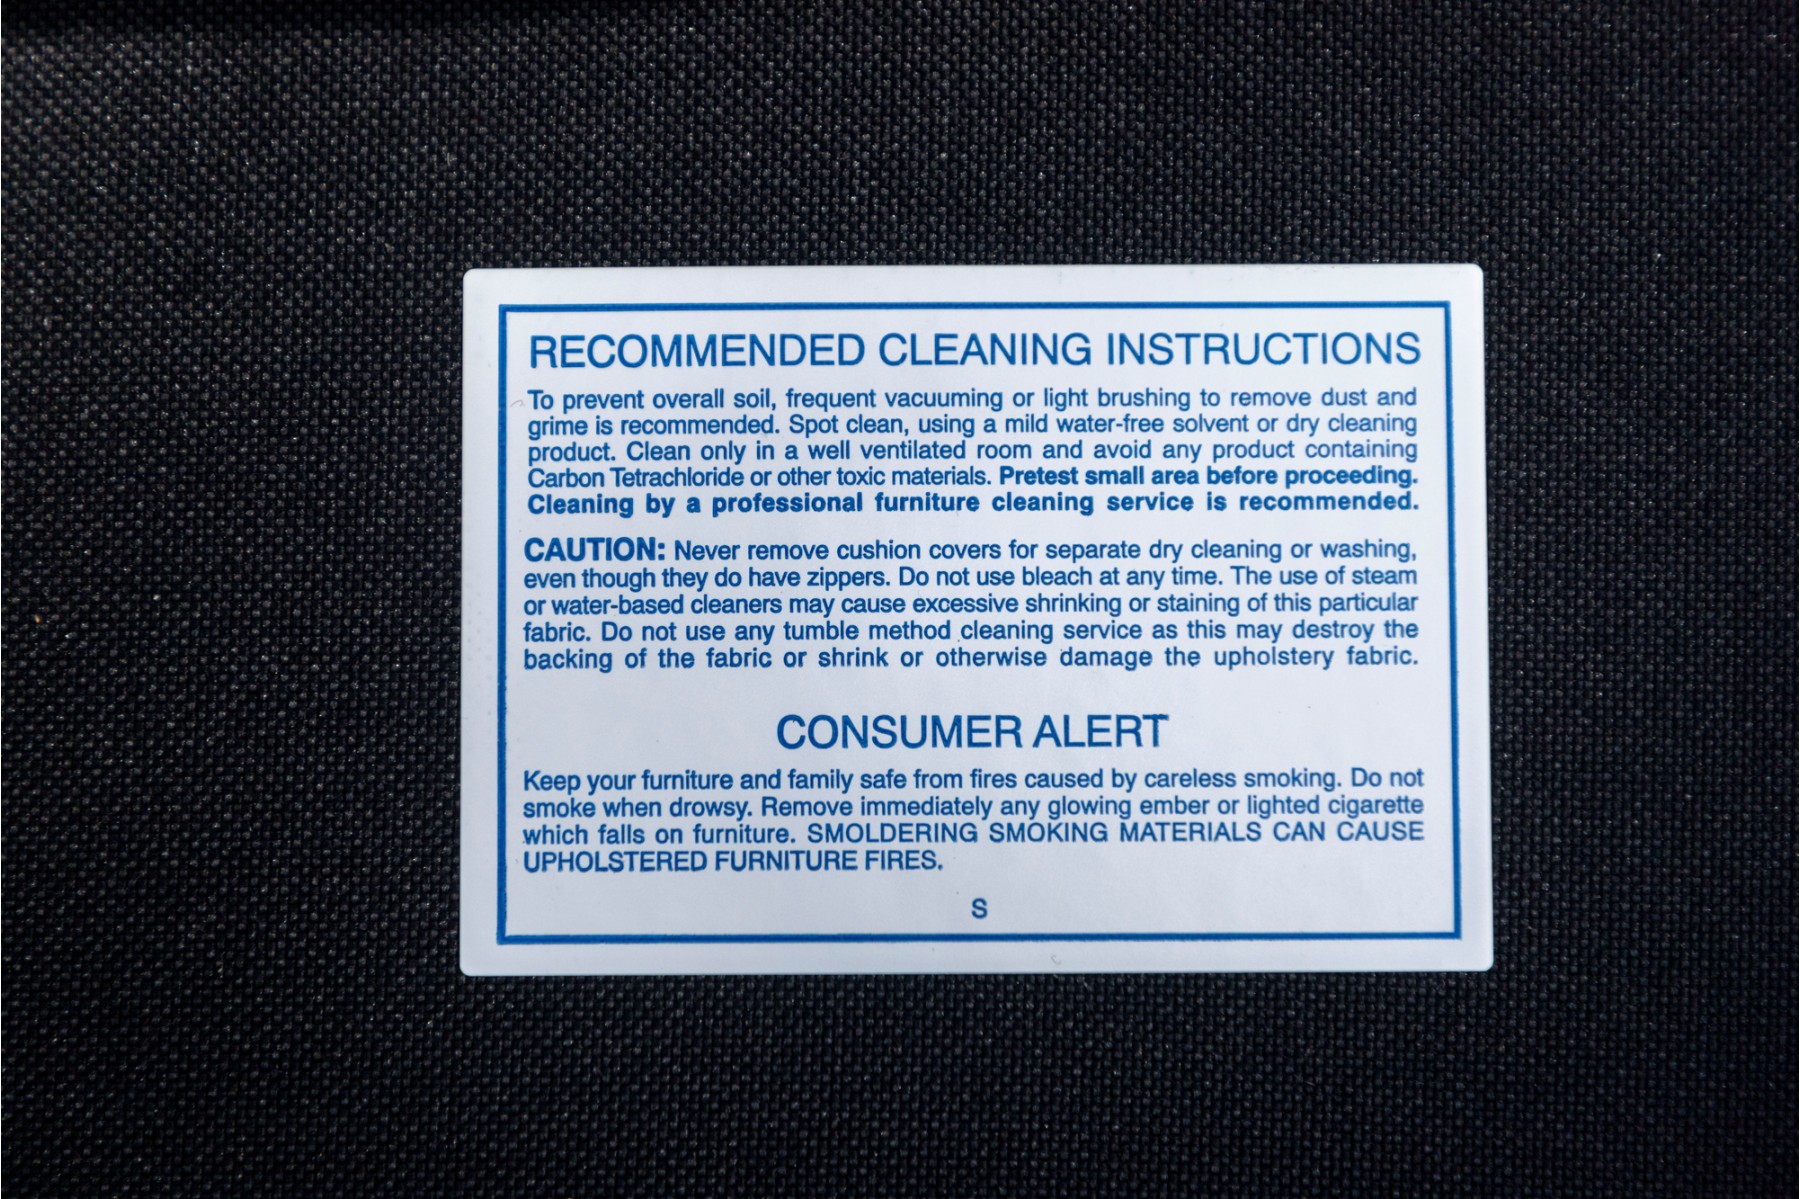 RECOMMENDED CLEANING INSTRUCTIONS
To prevent overall soil, frequent vacuuming or light brushing to remove dust and
grime is recommended. Spot clean, using a mild water-free solvent or dry cleaning
product. Clean only in a well ventilated room and avoid any product containing
Carbon Tetrachloride or other toxic materials. Pretest small area before proceeding.
Cleaning by a professional furniture cleaning service is recommended.
CAUTION: Never remove cushion covers for separate dry cleaning or washing,
even though they do have zippers. Do not use bleach at any time. The use of steam
or water-based cleaners may cause excessive shrinking or staining of this particular
fabric. Do not use any tumble method cleaning service as this may destroy the
backing of the fabric or shrink or otherwise damage the upholstery fabric.
CONSUMER ALERT
Keep your furniture and family safe from fires caused by careless smoking. Do not
smoke when drowsy. Remove immediately any glowing ember or lighted cigarette
which falls on furniture. SMOLDERING SMOKING MATERIALS CAN CAUSE
UPHOLSTERED FURNITURE FIRES.
S